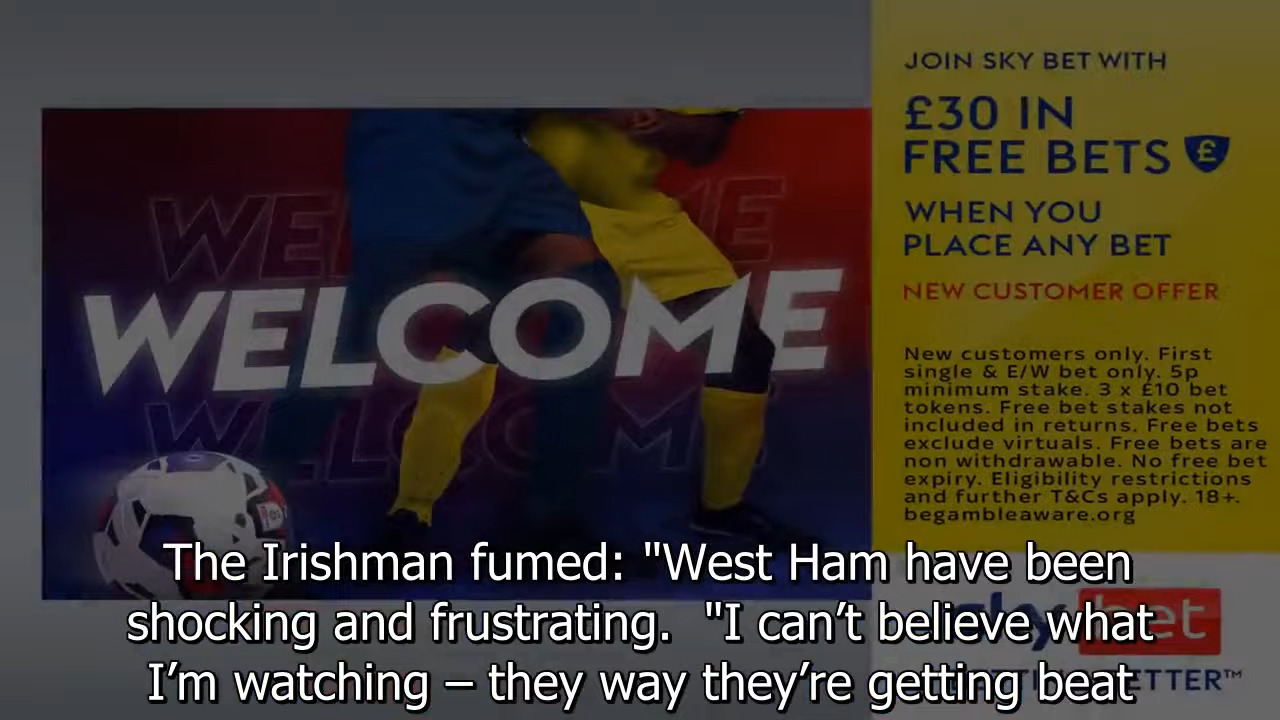 JOIN SKY BET WITH
£30 IN
FREE BETS £
WHEN YOU
PLACE ANY BET
NEW CUSTOMER OFFER
WELCOME
WELCOME
WELCOME
New customers only. First
single & E/W bet only. 5p
minimum stake. 3 x £10 bet
tokens. Free bet stakes not
included in returns. Free bets
exclude virtuals. Free bets are
non withdrawable. No free bet
expiry. Eligibility restrictions
and further T&Cs apply. 18+.
begambleaware.org
sky bet
The Irishman fumed: "West Ham have been
shocking and frustrating.  "I can’t believe what
I’m watching – they way they’re getting beat